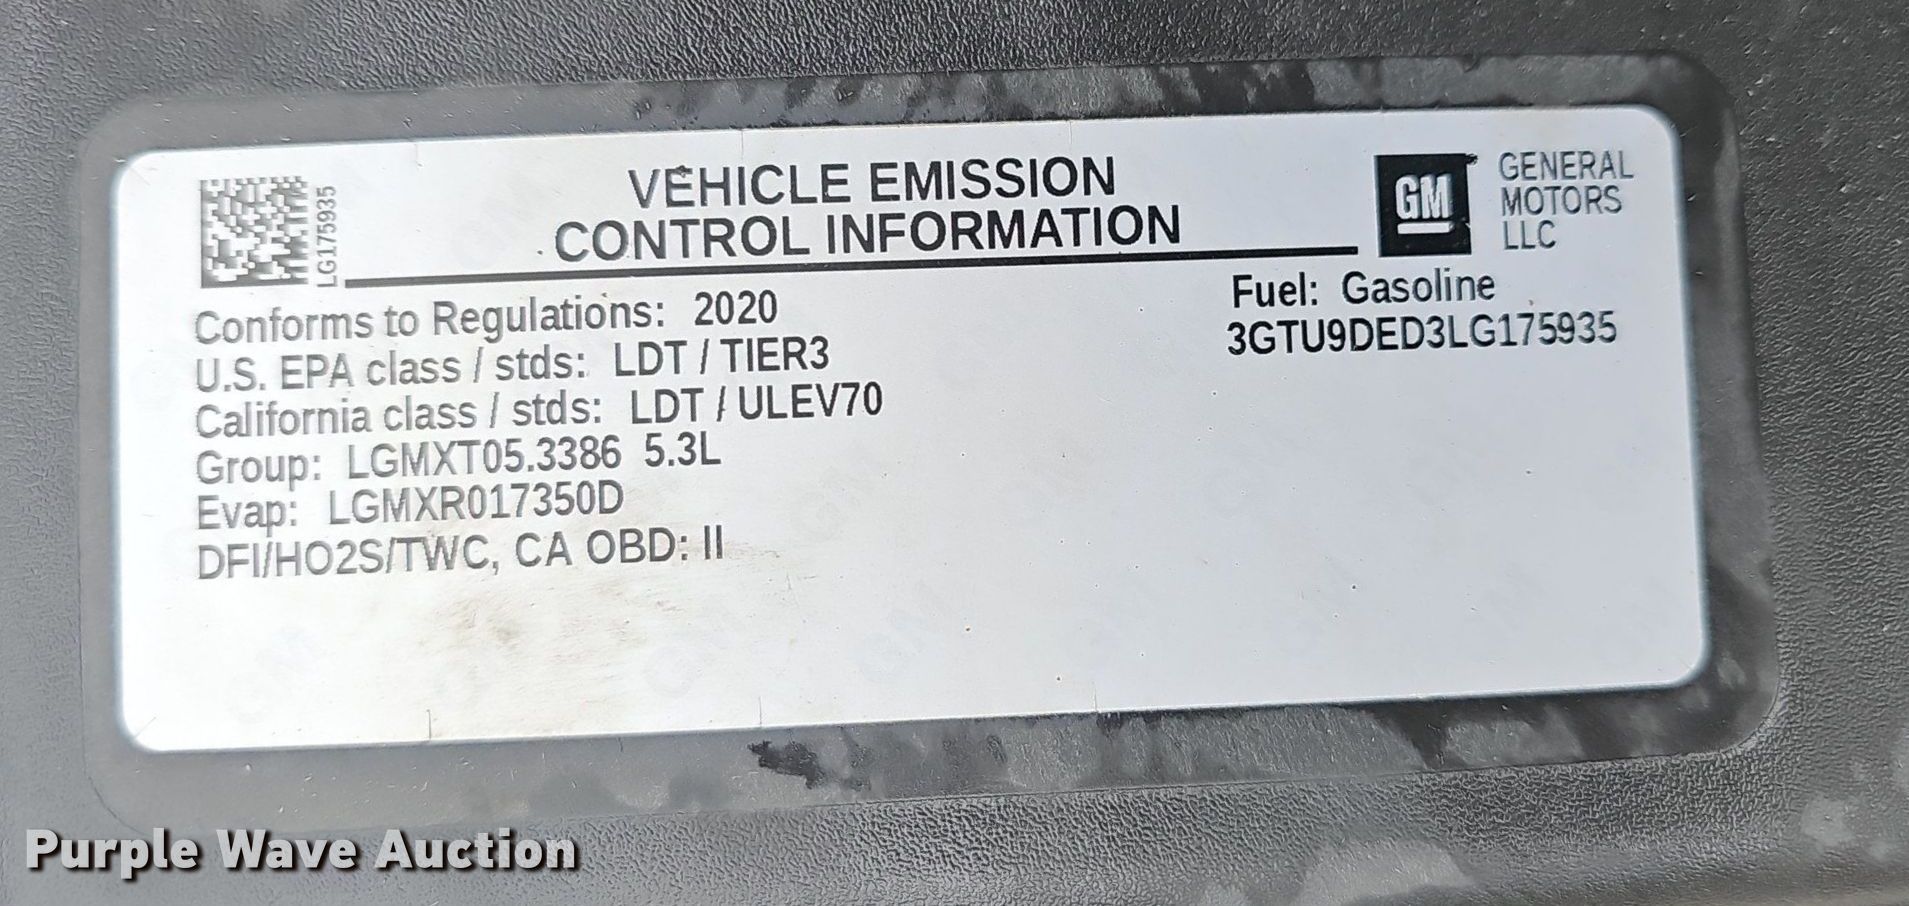 LG175935
VEHICLE EMISSION
CONTROL INFORMATION
GM
GENERAL
MOTORS
LLC
Conforms to Regulations: 2020
U.S. EPA class / stds: LDT / TIER3
California class / stds: LDT / ULEV70
Group: LGMXT05.3386 5.3L
Evap: LGMXR017350D
DFI/HO2S/TWC, CA OBD: II
Fuel: Gasoline
3GTU9DED3LG175935
Purple Wave Auction